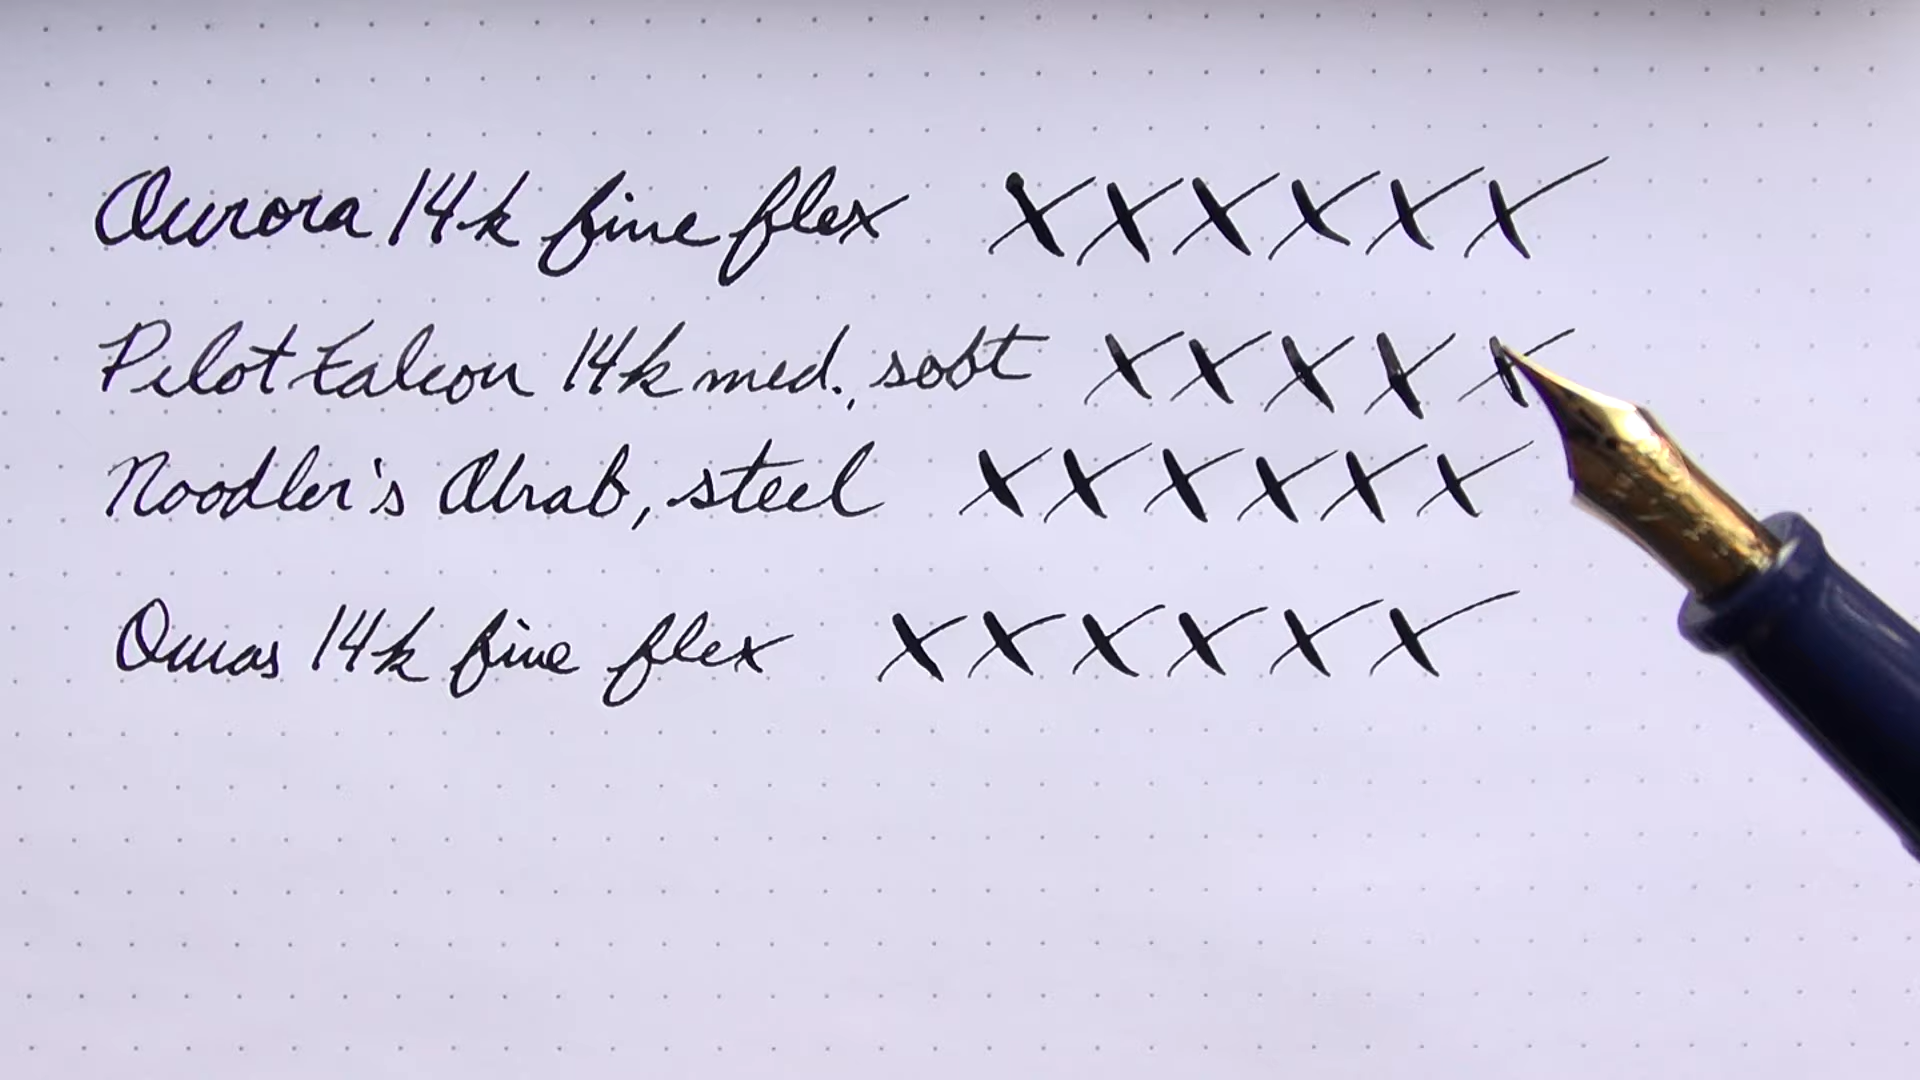 Aurora 14k fine flex XXXXXX
Pilot Falcon 14k med., soft XXXXX
Noodler's Ahab, steel XXXXXX
Omas 14k fine flex XXXXXX